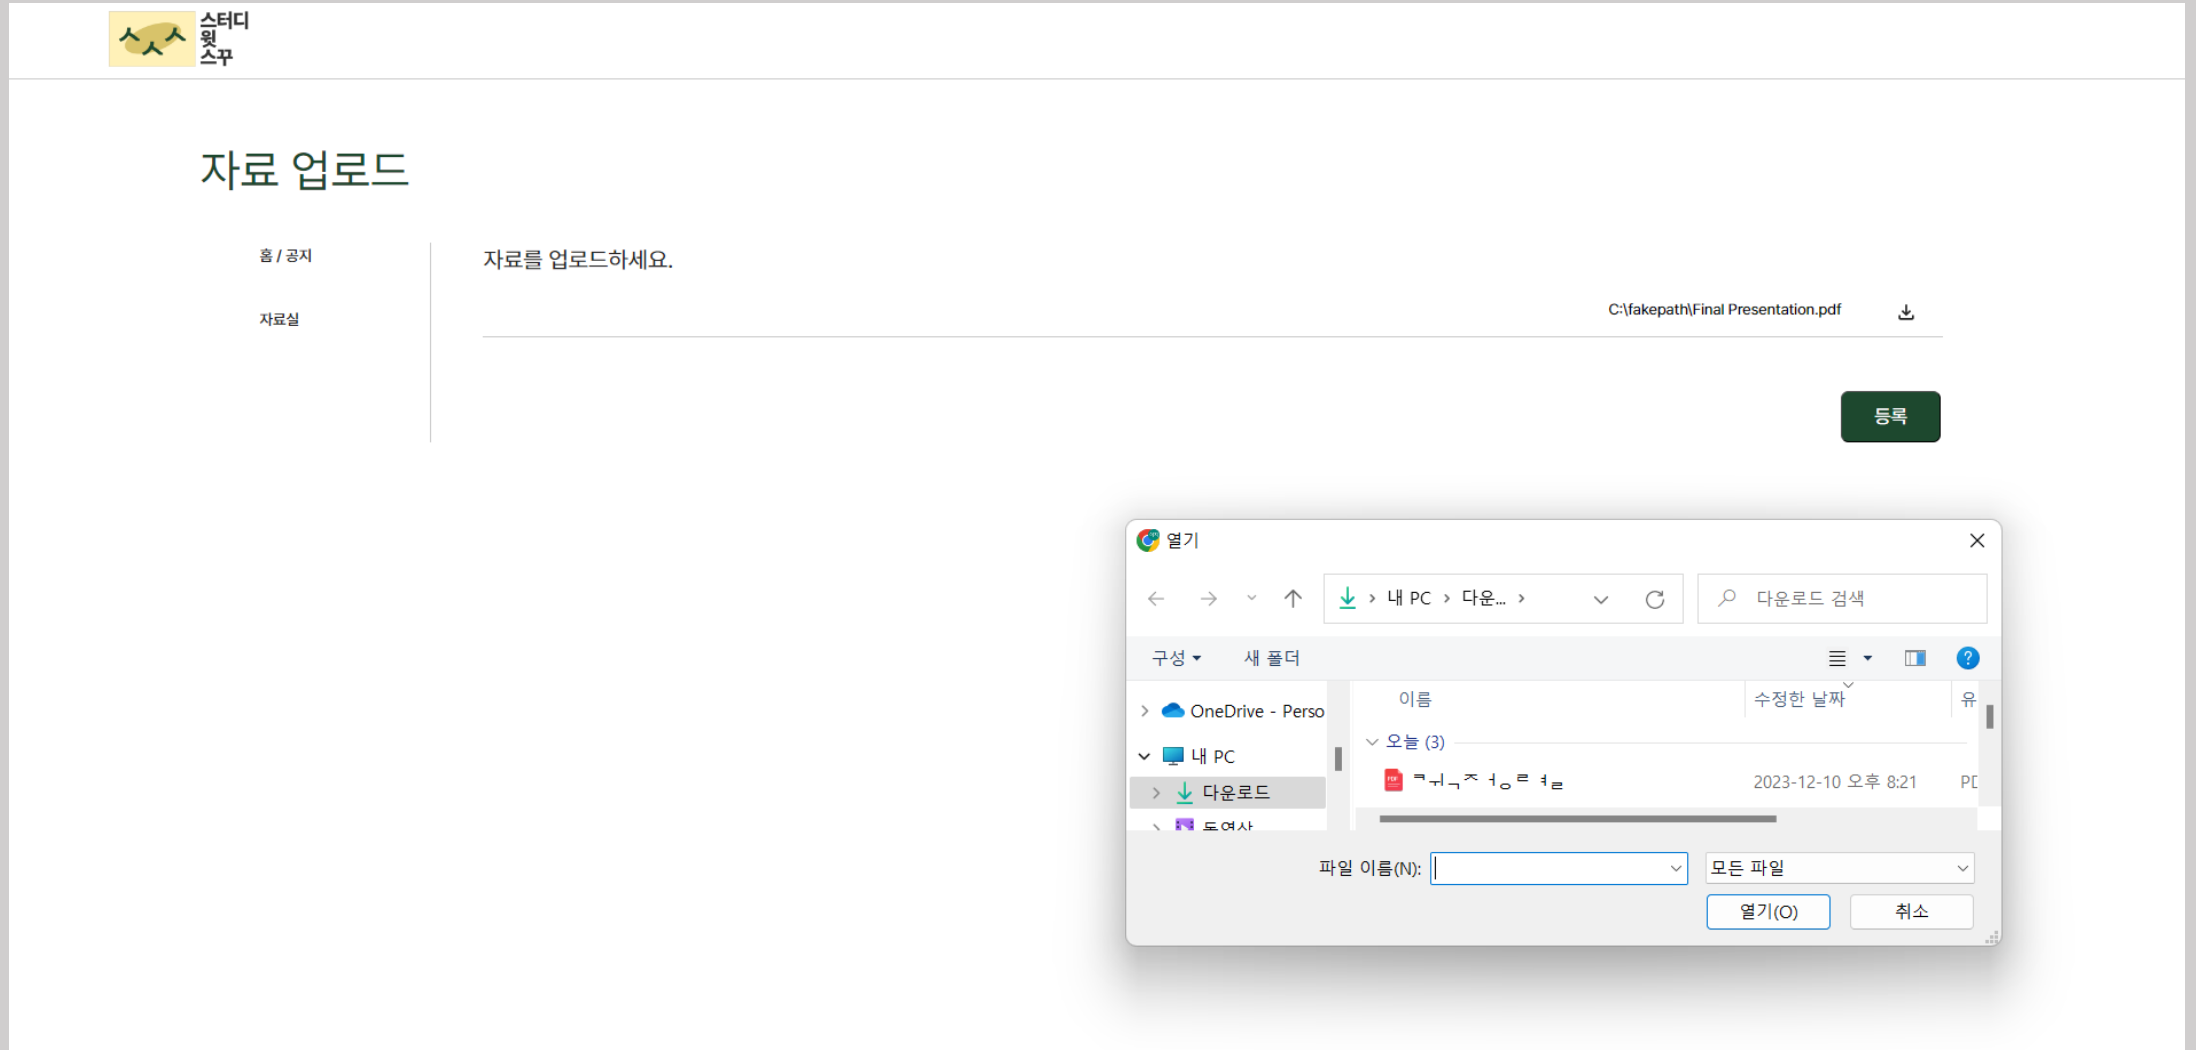 스터디
윗
스꾸
자료 업로드
홈 / 공지
자료실
자료를 업로드하세요.
C:\fakepath\Final Presentation.pdf
등록
열기
내 PC
다운...
다운로드 검색
구성
새 폴더
OneDrive - Perso
내 PC
다운로드
동영상
이름
수정한 날짜
유
오늘 (3)
PDF
2023-12-10 오후 8:21
파일 이름(N):
모든 파일
열기(O)
취소